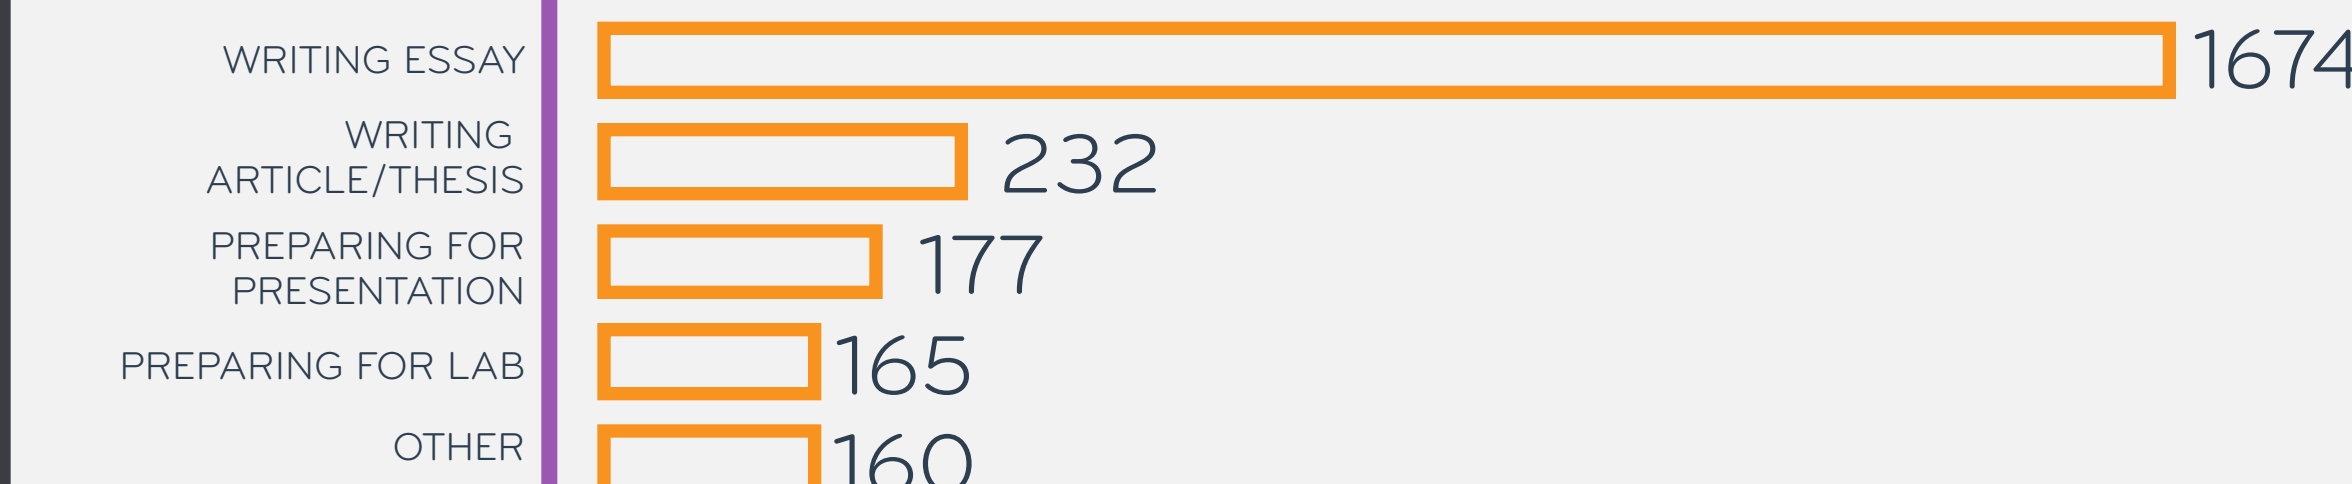 WRITING ESSAY
1674
WRITING
ARTICLE/THESIS
232
PREPARING FOR
PRESENTATION
177
PREPARING FOR LAB
165
OTHER
160